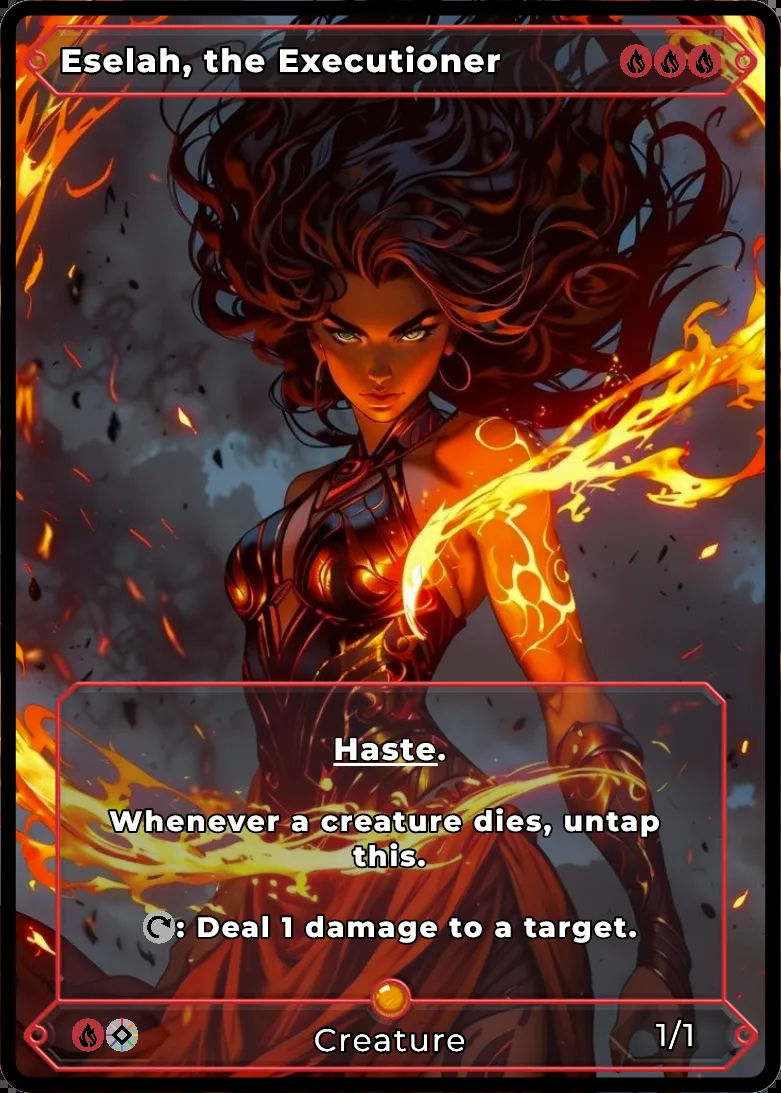 Eselah, the Executioner
Haste.
Whenever a creature dies, untap
this.
: Deal 1 damage to a target.
Creature
1/1